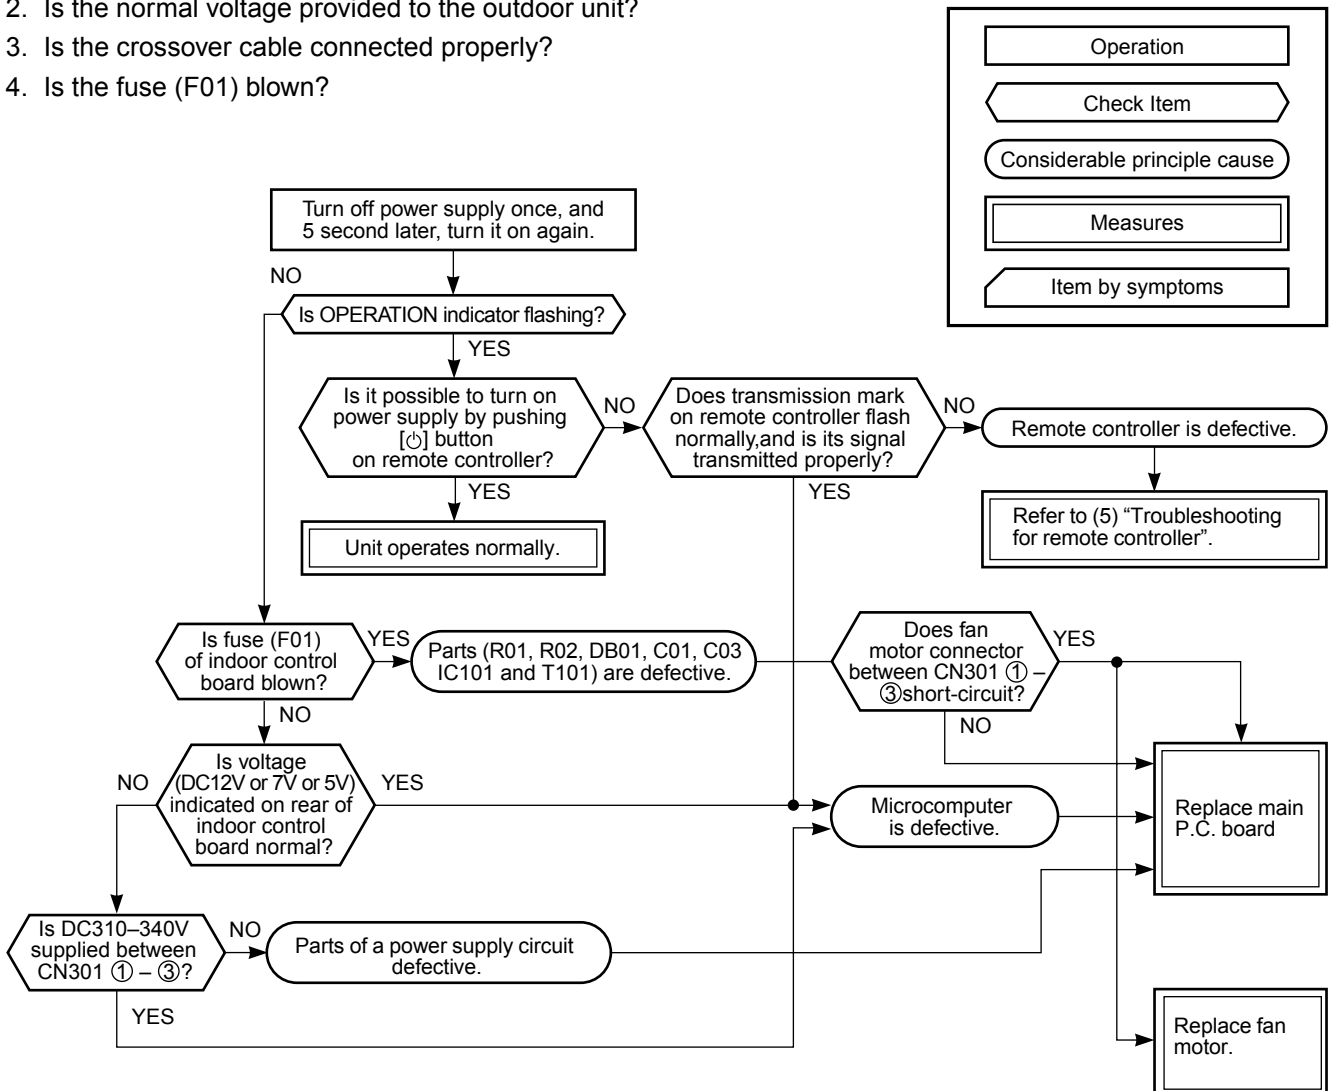 2. Is the normal voltage provided to the outdoor unit?
3. Is the crossover cable connected properly?
4. Is the fuse (F01) blown?
Operation
Check Item
Considerable principle cause
Measures
Item by symptoms
Turn off power supply once, and
5 second later, turn it on again.
NO
Is OPERATION indicator flashing?
YES
Is it possible to turn on
power supply by pushing
[⏻] button
on remote controller?
NO
Does transmission mark
on remote controller flash
normally,and is its signal
transmitted properly?
NO
Remote controller is defective.
YES
YES
Unit operates normally.
Refer to (5) “Troubleshooting
for remote controller”.
Is fuse (F01)
of indoor control
board blown?
YES
Parts (R01, R02, DB01, C01, C03
IC101 and T101) are defective.
Does fan
motor connector
between CN301 ① –
③short-circuit?
YES
NO
NO
Is voltage
(DC12V or 7V or 5V)
indicated on rear of
indoor control
board normal?
NO
YES
Microcomputer
is defective.
Replace main
P.C. board
Is DC310–340V
supplied between
CN301 ① – ③?
NO
Parts of a power supply circuit
defective.
YES
Replace fan
motor.